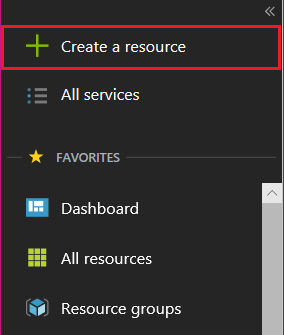 Create a resource
All services
FAVORITES
Dashboard
All resources
Resource groups